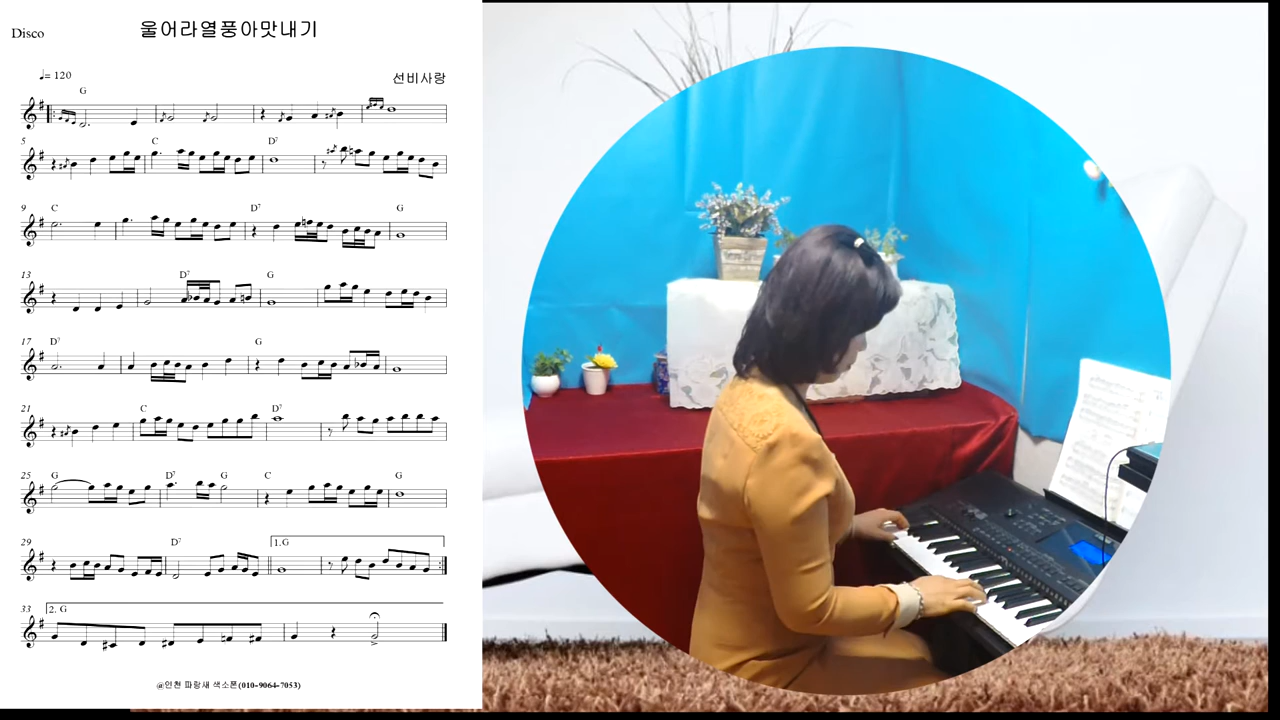 울어라열풍아맛내기
Disco
♩= 120
선비사랑
G
5
C
D7
9
C
D7
G
13
D7
G
17
D7
G
21
C
D7
25
G
D7
G
C
G
29
D7
1.G
33
2. G
@인천 파랑새 색소폰(010-9064-7053)